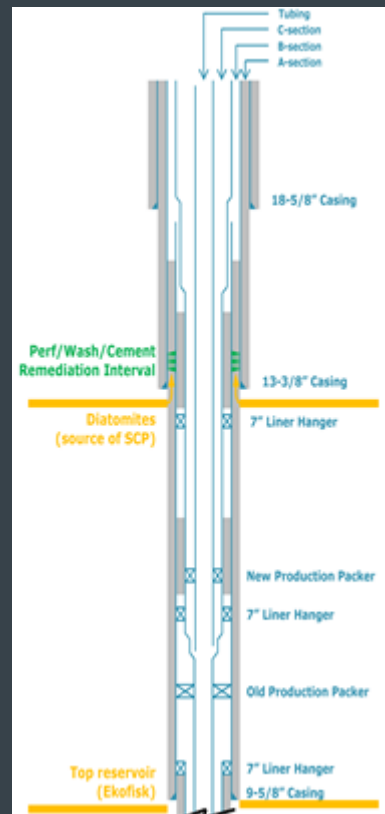 Tubing
C-section
B-section
A-section
18-5/8" Casing
Perf/Wash/Cement
Remediation Interval
13-3/8" Casing
Diatomites
(source of SCP)
7" Liner Hanger
New Production Packer
7" Liner Hanger
Old Production Packer
Top reservoir
(Ekofisk)
7" Liner Hanger
9-5/8" Casing